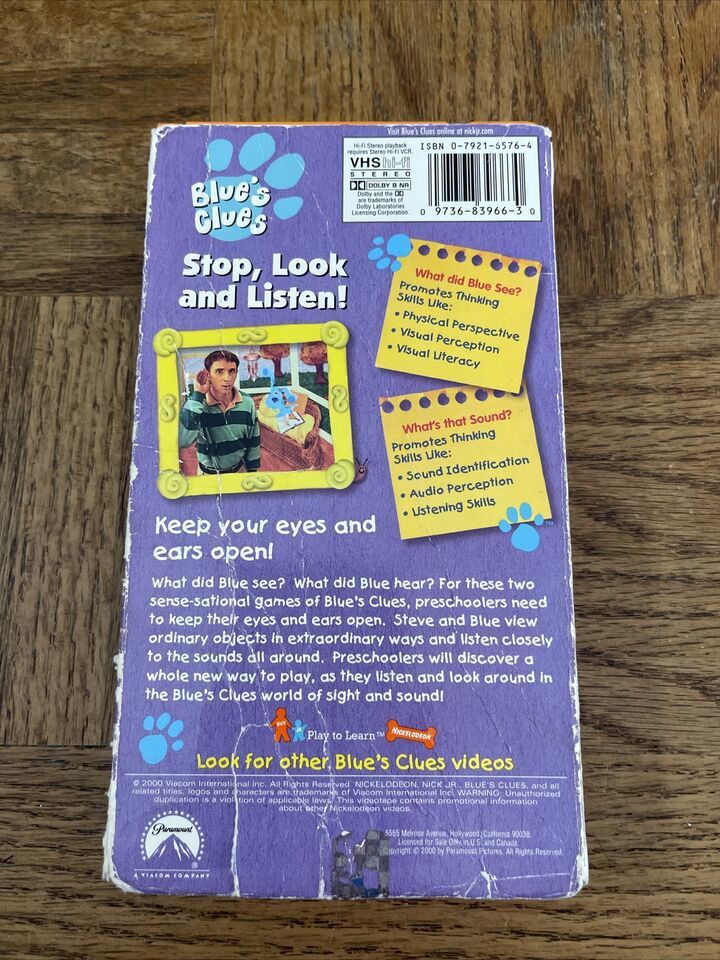 Visit Blue's Clues online at nickjr.com
Hi-Fi Stereo playback
requires Stereo Hi-Fi VCR.
VHS hi-fi
STEREO
DOLBY B NR
Dolby and the
are trademarks of
Dolby Laboratories
Licensing Corporation.
ISBN 0-7921-6576-4
0 9736-83966-3 0
Blue's
Clues
Stop, Look
and Listen!
What did Blue See?
Promotes Thinking
Skills Like:
• Physical Perspective
• Visual Perception
• Visual Literacy
What's that Sound?
Promotes Thinking
Skills Like:
• Sound Identification
• Audio Perception
• Listening Skills
TM
Keep your eyes and
ears open!
What did Blue see? What did Blue hear? For these two
sense-sational games of Blue's Clues, preschoolers need
to keep their eyes and ears open. Steve and Blue view
ordinary objects in extraordinary ways and listen closely
to the sounds all around. Preschoolers will discover a
whole new way to play, as they listen and look around in
the Blue's Clues world of sight and sound!
NICK JR Play to Learn™ NICKELODEON
Look for other Blue's Clues videos
© 2000 Viacom International Inc. All Rights Reserved. NICKELODEON, NICK JR., BLUE'S CLUES, and all
related titles, logos and characters are trademarks of Viacom International Inc. WARNING: Unauthorized
duplication is a violation of applicable laws. This videotape contains promotional information
about other Nickelodeon videos.
Paramount
®
A VIACOM COMPANY
5555 Melrose Avenue, Hollywood, California 90038.
Licensed for Sale Only in U.S. and Canada.
Copyright © 2000 by Paramount Pictures. All Rights Reserved.